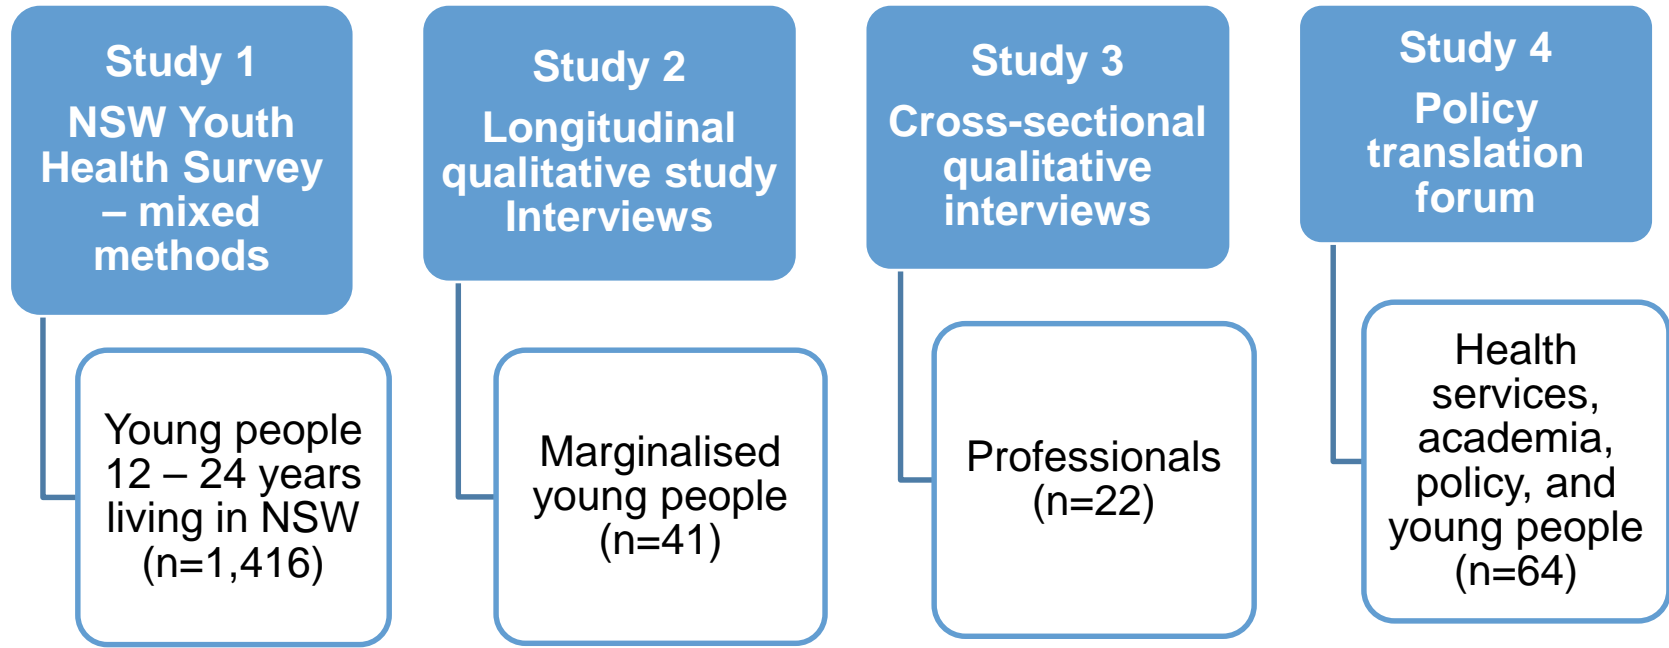 Study 1
NSW Youth
Health Survey
– mixed
methods
Young people
12 – 24 years
living in NSW
(n=1,416)
Study 2
Longitudinal
qualitative study
Interviews
Marginalised
young people
(n=41)
Study 3
Cross-sectional
qualitative
interviews
Professionals
(n=22)
Study 4
Policy
translation
forum
Health
services,
academia,
policy, and
young people
(n=64)